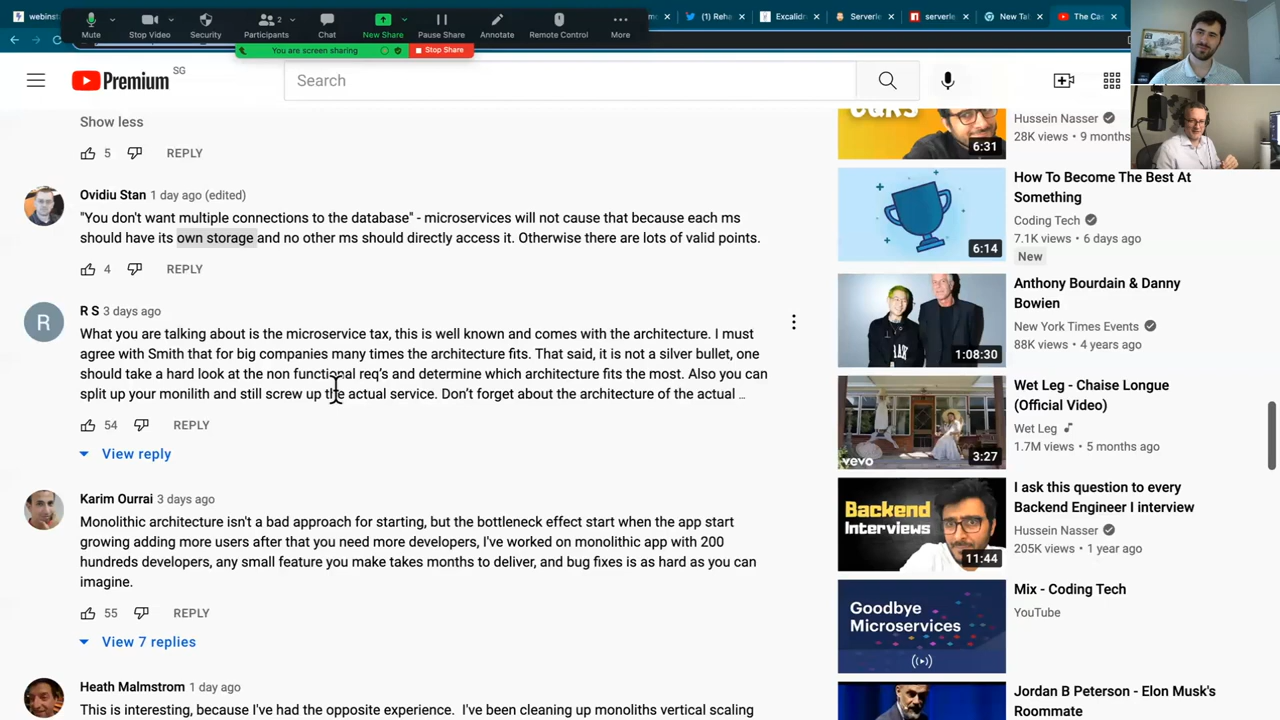 webinst
(1) Reha
Excalidr
Serverle
serverle
New Tal
The Cas
Mute
Stop Video
Security
Participants
2
Chat
New Share
Pause Share
Annotate
Remote Control
More
You are screen sharing
Stop Share
Premium
SG
Search
Show less
5
REPLY
Ovidiu Stan 1 day ago (edited)
"You don't want multiple connections to the database" - microservices will not cause that because each ms
should have its own storage and no other ms should directly access it. Otherwise there are lots of valid points.
4
REPLY
R
R S 3 days ago
What you are talking about is the microservice tax, this is well known and comes with the architecture. I must
agree with Smith that for big companies many times the architecture fits. That said, it is not a silver bullet, one
should take a hard look at the non functional req's and determine which architecture fits the most. Also you can
split up your monilith and still screw up the actual service. Don't forget about the architecture of the actual ...
54
REPLY
View reply
Karim Ourrai 3 days ago
Monolithic architecture isn't a bad approach for starting, but the bottleneck effect start when the app start
growing adding more users after that you need more developers, I've worked on monolithic app with 200
hundreds developers, any small feature you make takes months to deliver, and bug fixes is as hard as you can
imagine.
55
REPLY
View 7 replies
Heath Malmstrom 1 day ago
This is interesting, because I've had the opposite experience. I've been cleaning up monoliths vertical scaling
6:31
Hussein Nasser
28K views • 9 months
6:14
How To Become The Best At
Something
Coding Tech
7.1K views • 6 days ago
New
1:08:30
Anthony Bourdain & Danny
Bowien
New York Times Events
88K views • 4 years ago
vevo
3:27
Wet Leg - Chaise Longue
(Official Video)
Wet Leg
1.7M views • 5 months ago
Backend
Interviews
11:44
I ask this question to every
Backend Engineer I interview
Hussein Nasser
205K views • 1 year ago
Goodbye
Microservices
Mix - Coding Tech
YouTube
Jordan B Peterson - Elon Musk's
Roommate